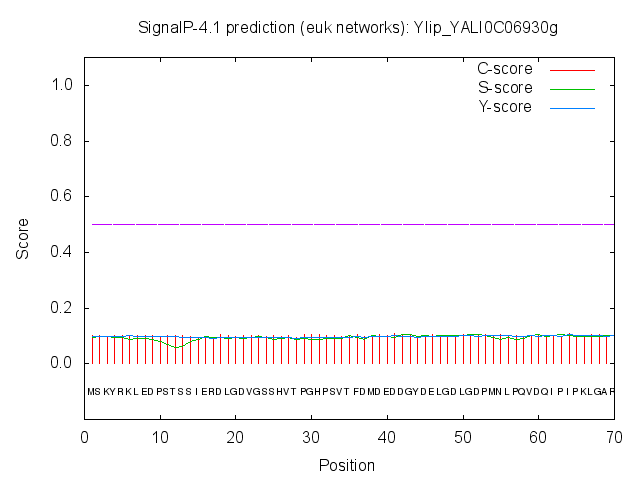 SignalP-4.1 prediction (euk networks): Ylip_YALI0C06930g
C-score
S-score
Y-score
1.0
0.8
0.6
0.4
0.2
0.0
Score
MSKYRKLEDPSTSSIERDLGDVGSSHVTPGHPSVTFDMDEDDGYDELGDLGDPMNLPQVDQIPIPKLGAP
0
10
20
30
40
50
60
70
Position